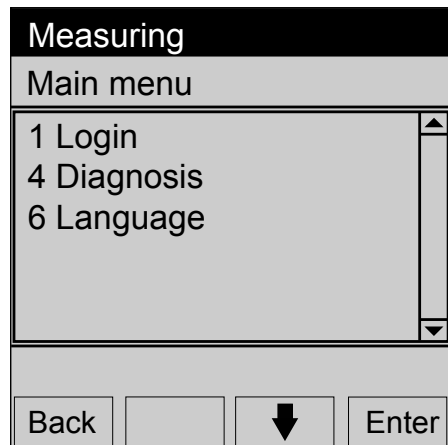 Measuring
Main menu
1 Login
4 Diagnosis
6 Language
Back Enter